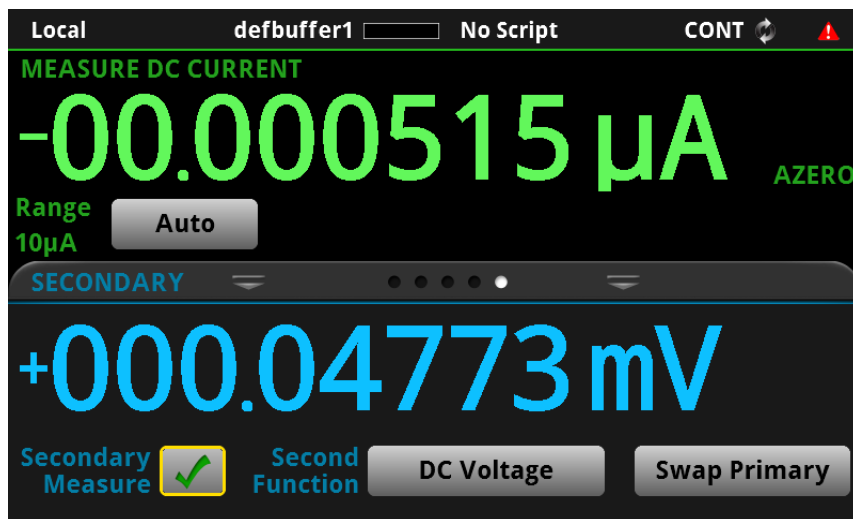 Local defbuffer1 No Script CONT
MEASURE DC CURRENT
-00.000515 µA
AZERO
Range
10µA
Auto
SECONDARY
+000.04773 mV
Secondary
Measure
Second
Function
DC Voltage
Swap Primary